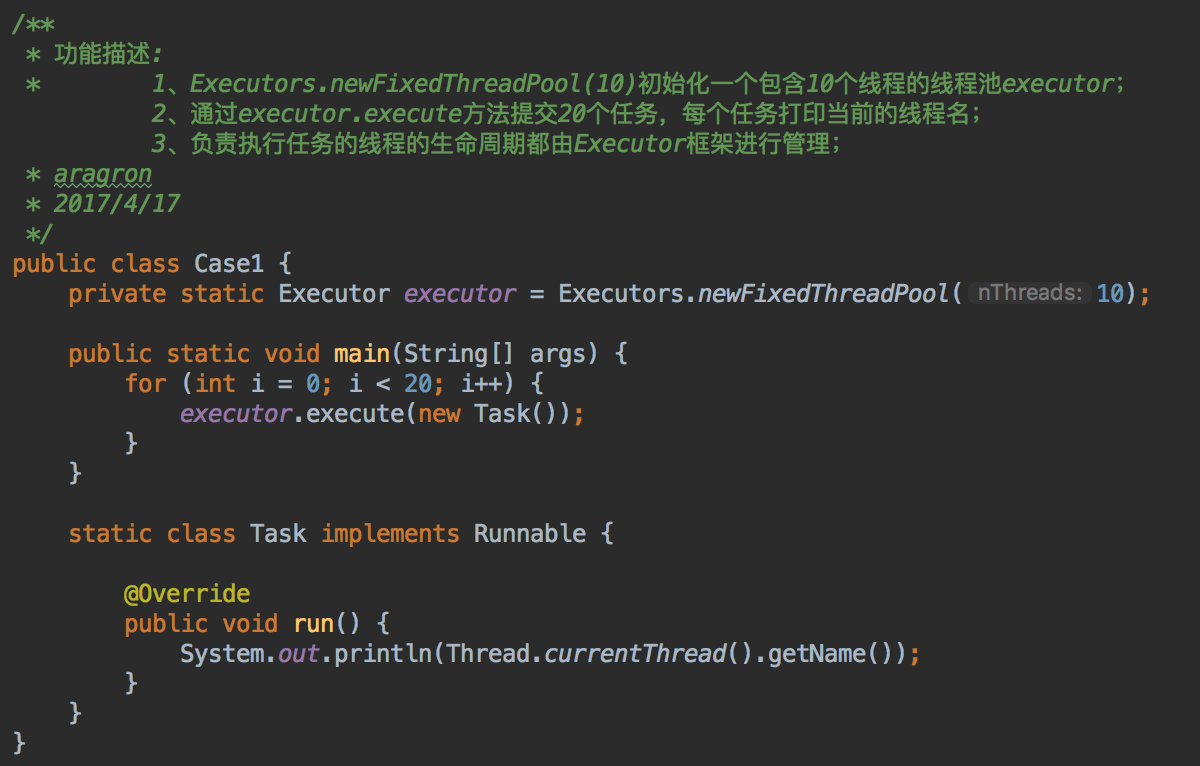 /**
 * 功能描述:
 *        1、Executors.newFixedThreadPool(10)初始化一个包含10个线程的线程池executor;
          2、通过executor.execute方法提交20个任务，每个任务打印当前的线程名;
          3、负责执行任务的线程的生命周期都由Executor框架进行管理;
 * aragron
 * 2017/4/17
 */
public class Case1 {
    private static Executor executor = Executors.newFixedThreadPool( nThreads: 10);

    public static void main(String[] args) {
        for (int i = 0; i < 20; i++) {
            executor.execute(new Task());
        }
    }

    static class Task implements Runnable {

        @Override
        public void run() {
            System.out.println(Thread.currentThread().getName());
        }
    }
}